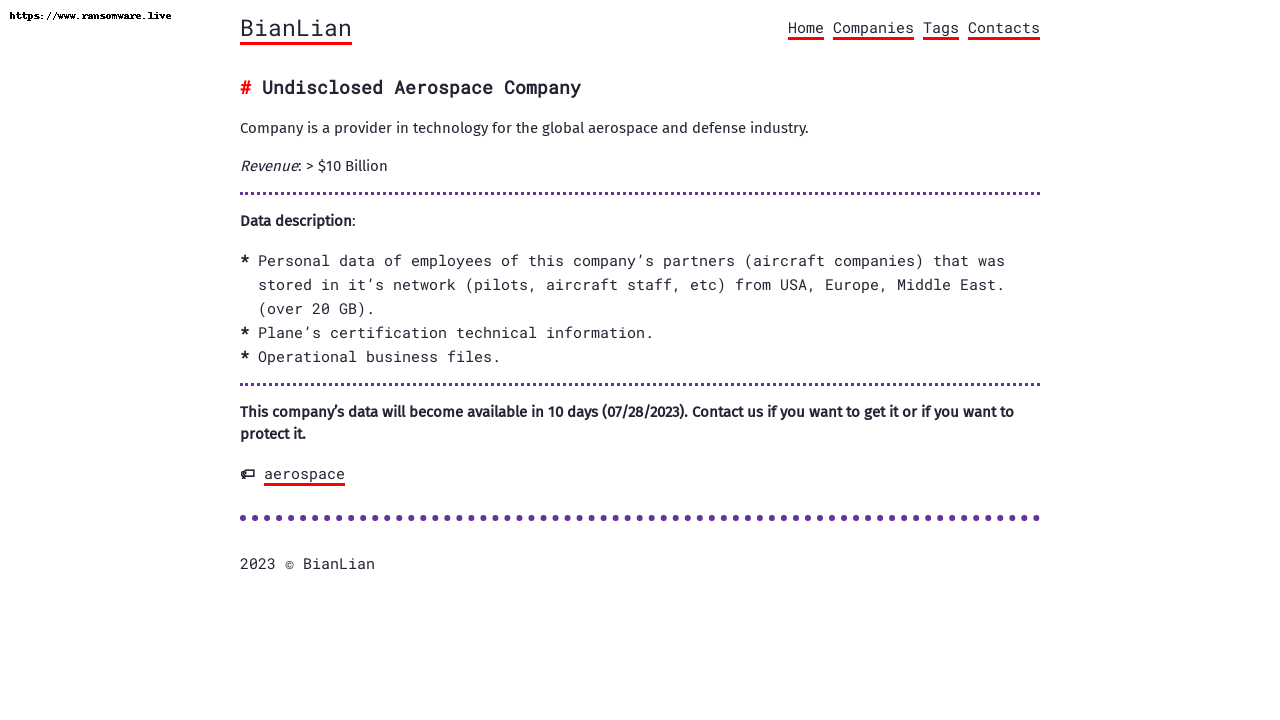 https://www.ransomware.live
BianLian
Home Companies Tags Contacts
# Undisclosed Aerospace Company
Company is a provider in technology for the global aerospace and defense industry.
Revenue: > $10 Billion
Data description:
* Personal data of employees of this company’s partners (aircraft companies) that was
stored in it’s network (pilots, aircraft staff, etc) from USA, Europe, Middle East.
(over 20 GB).
* Plane’s certification technical information.
* Operational business files.
This company’s data will become available in 10 days (07/28/2023). Contact us if you want to get it or if you want to
protect it.
aerospace
2023 © BianLian